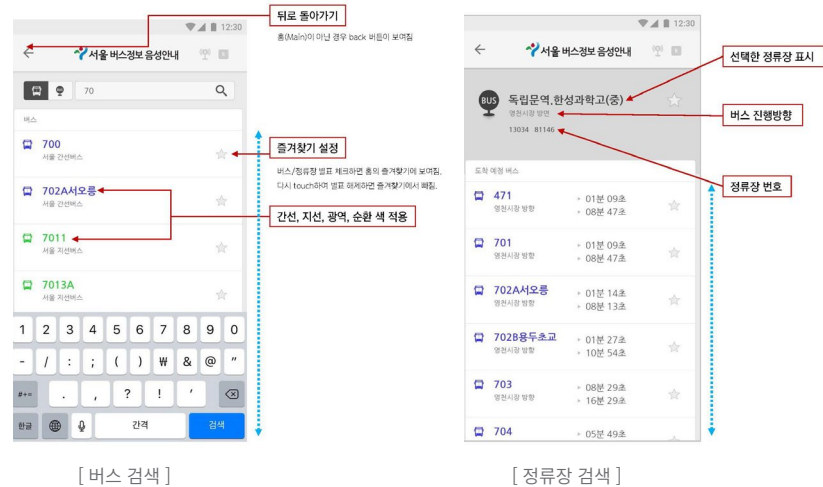 뒤로 돌아가기
홈(Main)이 아닌 경우 back 버튼이 보여짐
12:30
서울 버스정보 음성안내
70
버스
700
서울 간선버스
702A서오릉
서울 간선버스
7011
서울 지선버스
7013A
서울 지선버스
즐겨찾기 설정
버스/정류장 별표 체크하면 홈의 즐겨찾기에 보여짐.
다시 touch하여 별표 해제하면 즐겨찾기에서 빠짐.
간선, 지선, 광역, 순환 색 적용
1 2 3 4 5 6 7 8 9 0
- / : ; ( ) ₩ & @ "
#+= . , ? ! '
한글 간격 검색
[ 버스 검색 ]
12:30
서울 버스정보 음성안내
BUS 독립문역.한성과학고(중)
영천시장 방면
13034 81146
선택한 정류장 표시
버스 진행방향
정류장 번호
도착 예정 버스
471 01분 09초
영천시장 방향 08분 47초
701 01분 09초
영천시장 방향 08분 47초
702A서오릉 01분 14초
영천시장 방향 08분 13초
702B용두초교 01분 27초
영천시장 방향 10분 54초
703 08분 29초
영천시장 방향 16분 29초
704 05분 49초
[ 정류장 검색 ]